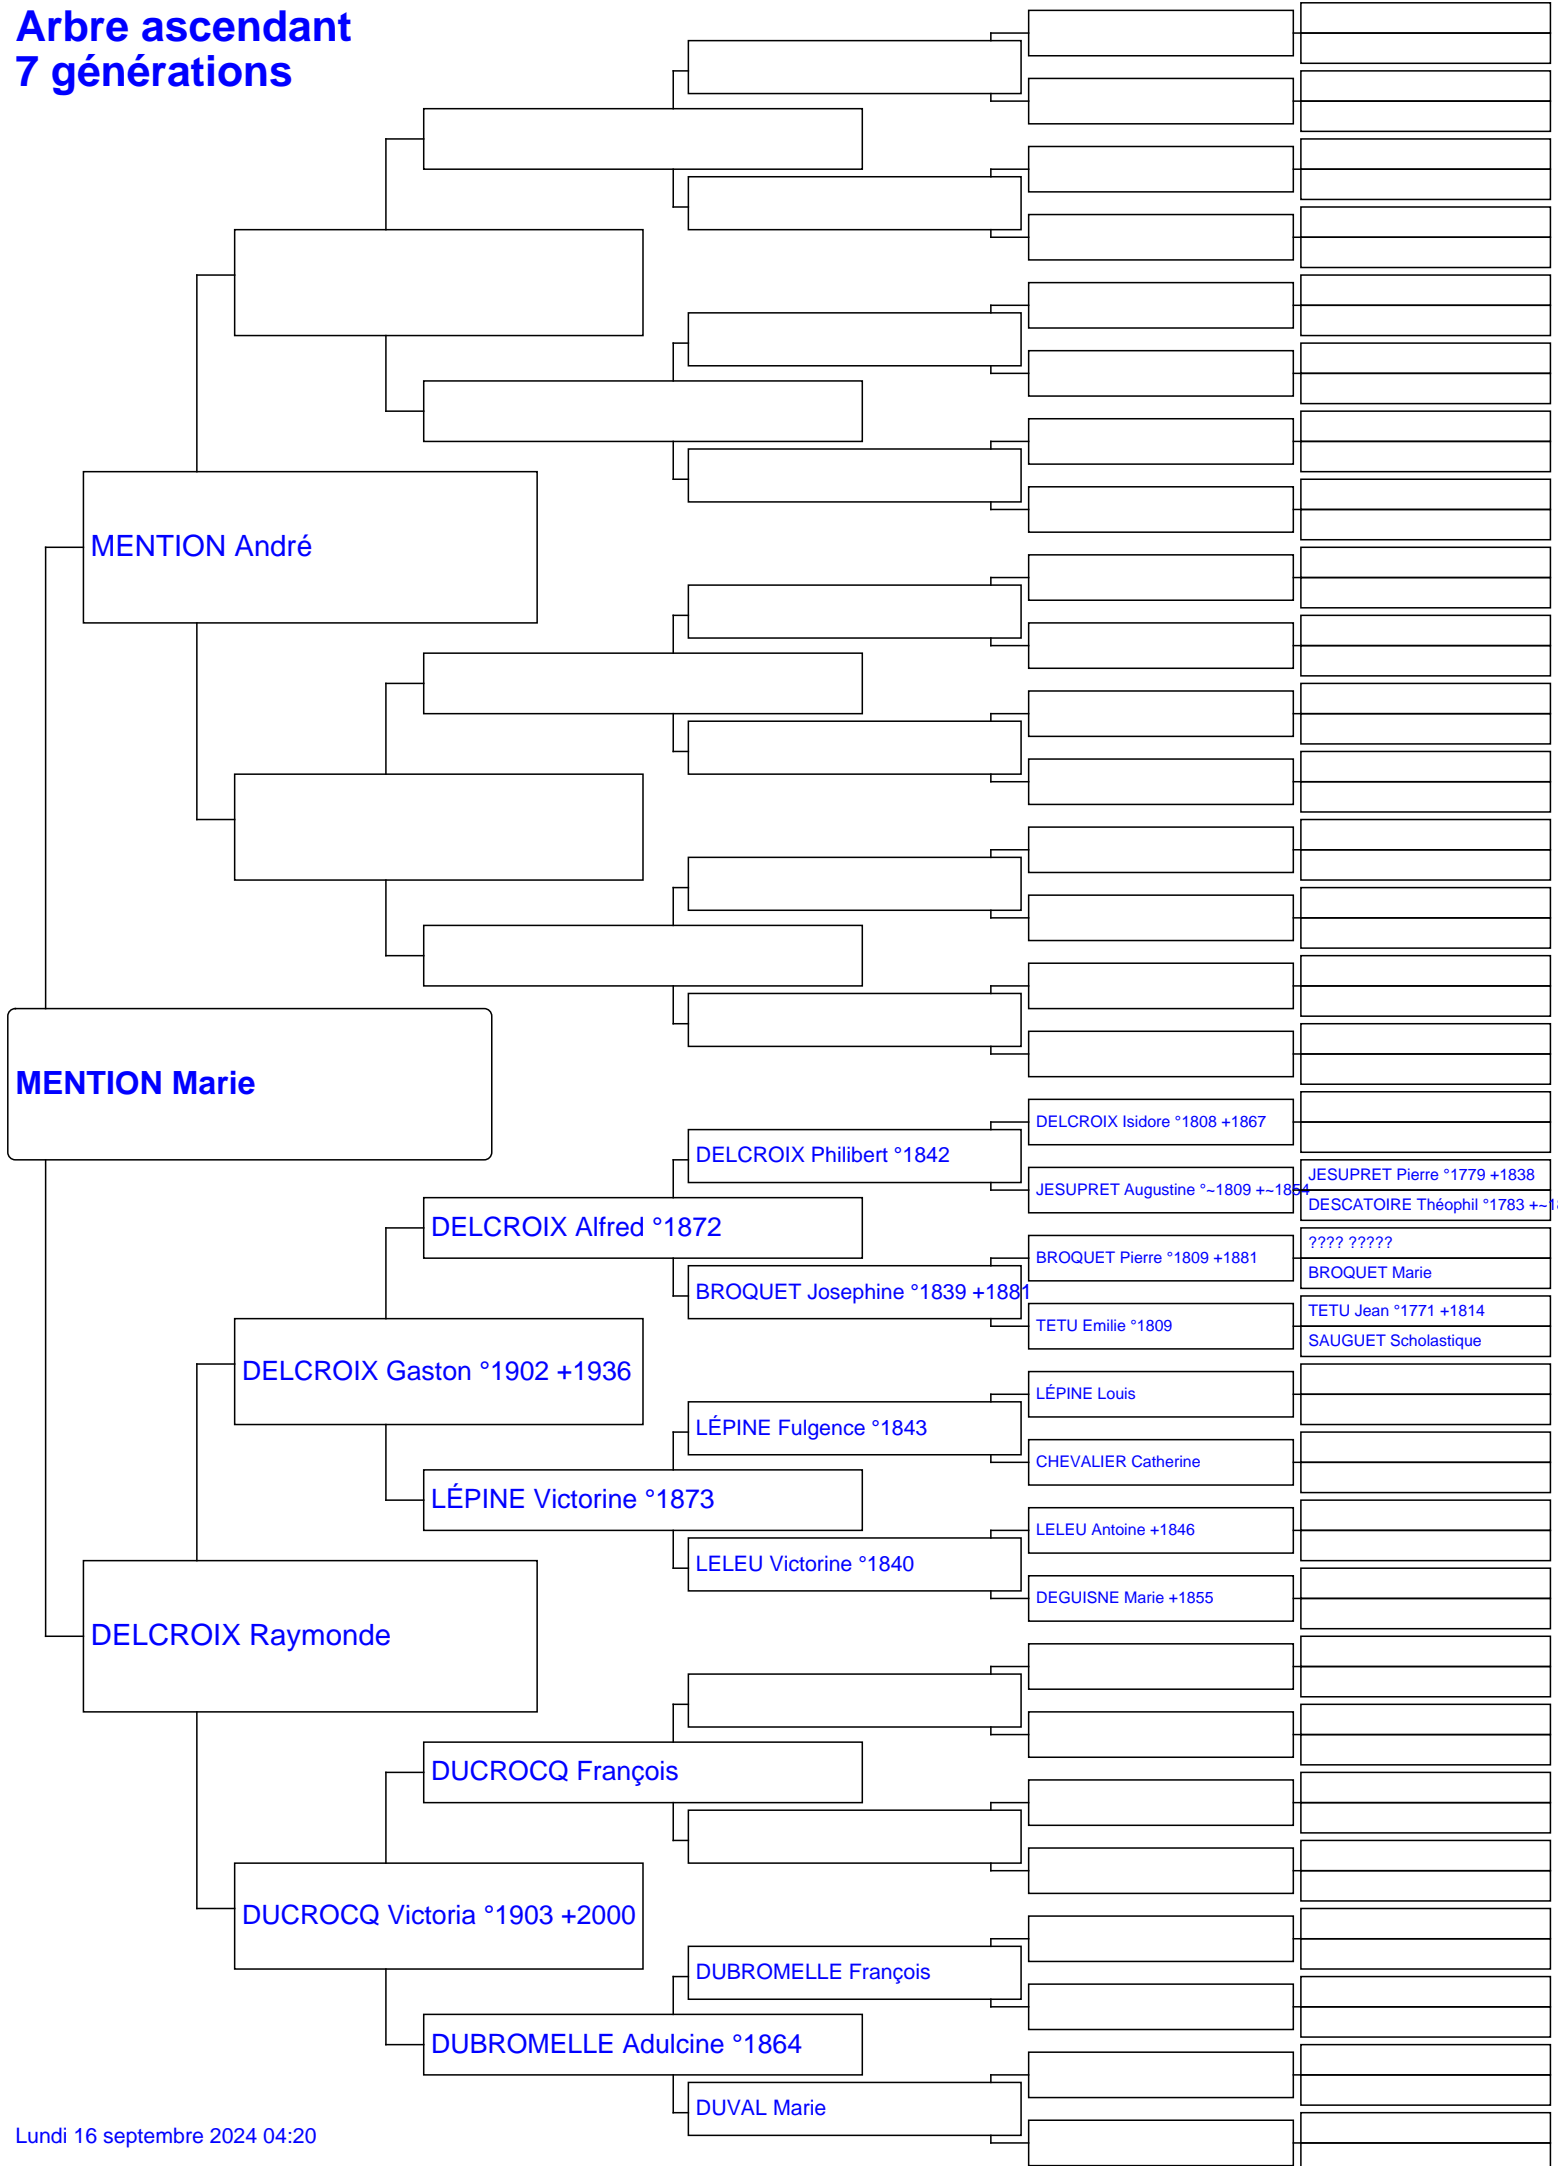 Arbre ascendant
7 générations
MENTION André
MENTION Marie
DELCROIX Isidore °1808 +1867
DELCROIX Philibert °1842
JESUPRET Augustine °~1809 +~1854
JESUPRET Pierre °1779 +1838
DESCATOIRE Théophil °1783 +~18
DELCROIX Alfred °1872
BROQUET Pierre °1809 +1881
???? ?????
BROQUET Marie
BROQUET Josephine °1839 +1881
TETU Emilie °1809
TETU Jean °1771 +1814
SAUGUET Scholastique
DELCROIX Gaston °1902 +1936
LÉPINE Louis
LÉPINE Fulgence °1843
CHEVALIER Catherine
LÉPINE Victorine °1873
LELEU Antoine +1846
LELEU Victorine °1840
DEGUISNE Marie +1855
DELCROIX Raymonde
DUCROCQ François
DUCROCQ Victoria °1903 +2000
DUBROMELLE François
DUBROMELLE Adulcine °1864
DUVAL Marie
Lundi 16 septembre 2024 04:20